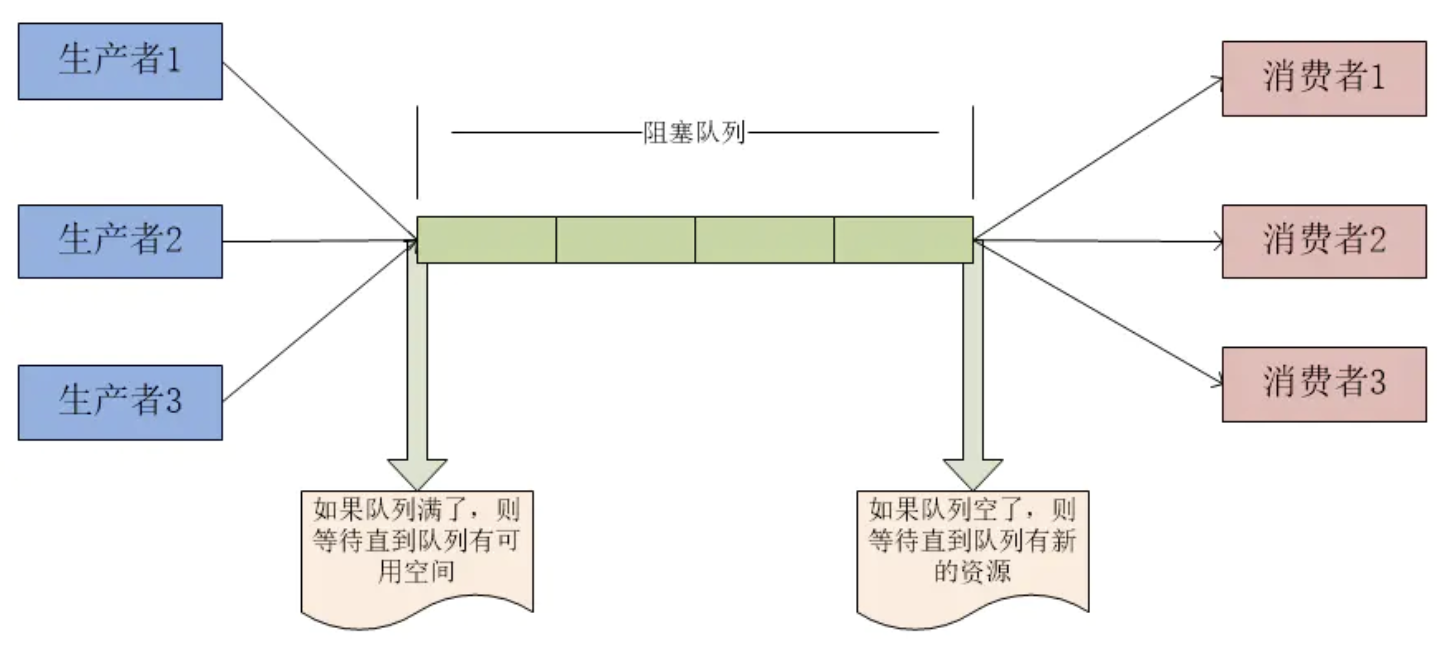 生产者1
消费者1
阻塞队列
生产者2
消费者2
生产者3
消费者3
如果队列满了，则
等待直到队列有可
用空间
如果队列空了，则
等待直到队列有新
的资源